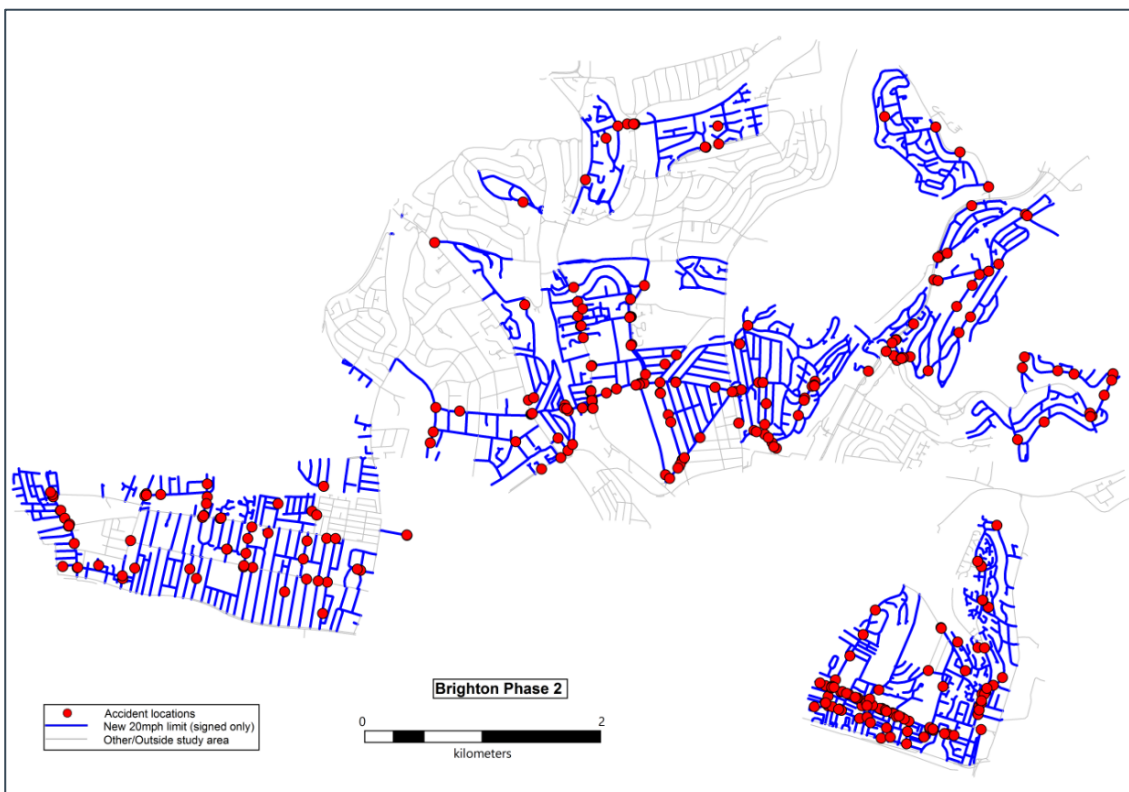 Brighton Phase 2
Accident locations
New 20mph limit (signed only)
Other/Outside study area
0 2
kilometers